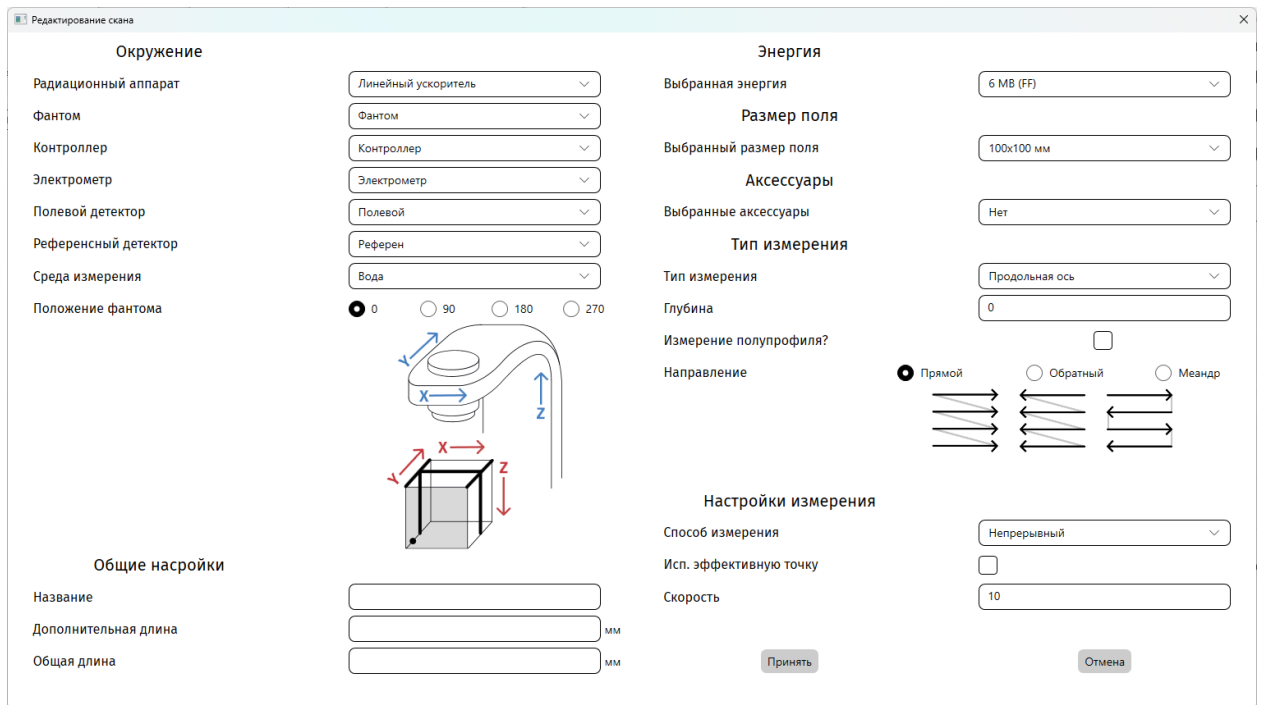 Редактирование скана
Окружение
Радиационный аппарат
Линейный ускоритель
Фантом
Фантом
Контроллер
Контроллер
Электрометр
Электрометр
Полевой детектор
Полевой
Референсный детектор
Референ
Среда измерения
Вода
Положение фантома
0 90 180 270
Y
X
Z
X
Y
Z
Общие насройки
Название
Дополнительная длина
мм
Общая длина
мм
Энергия
Выбранная энергия
6 МВ (FF)
Размер поля
Выбранный размер поля
100x100 мм
Аксессуары
Выбранные аксессуары
Нет
Тип измерения
Тип измерения
Продольная ось
Глубина
0
Измерение полупрофиля?
Направление
Прямой Обратный Меандр
Настройки измерения
Способ измерения
Непрерывный
Исп. эффективную точку
Скорость
10
Принять Отмена